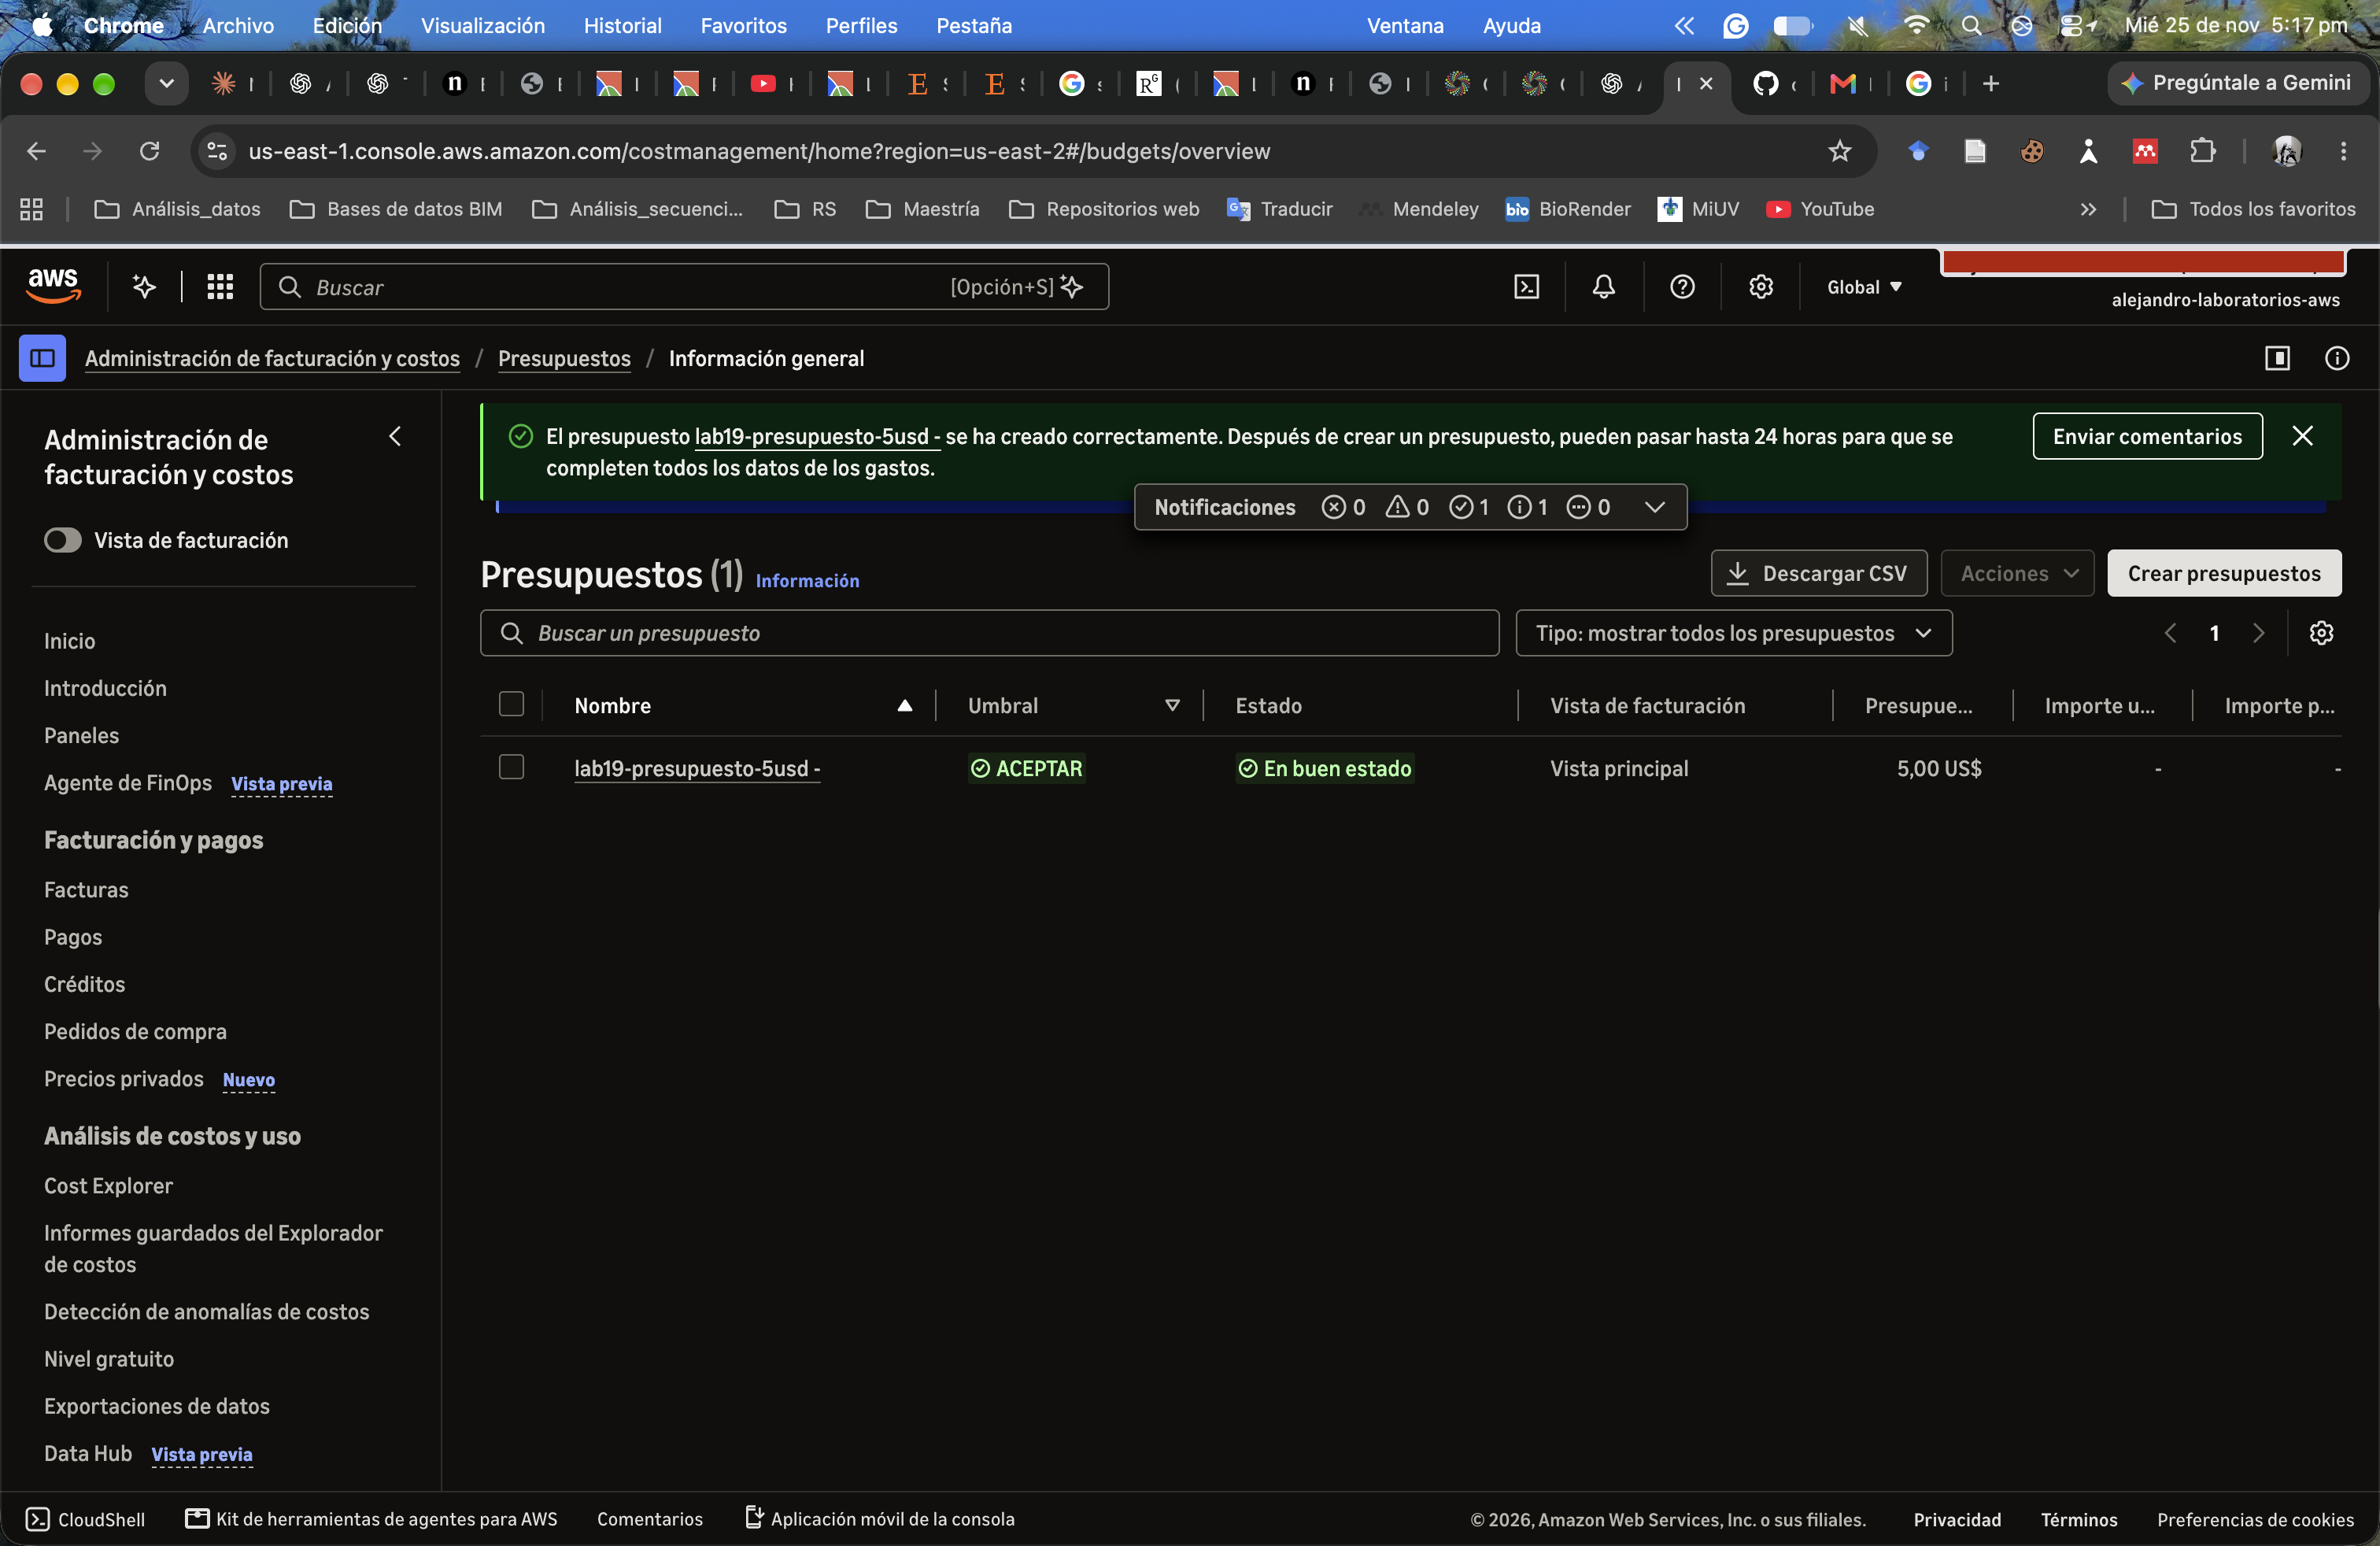 Chrome Archivo Edición Visualización Historial Favoritos Perfiles Pestaña Ventana Ayuda Mié 25 de nov 5:17 pm
Pregúntale a Gemini
us-east-1.console.aws.amazon.com/costmanagement/home?region=us-east-2#/budgets/overview
Análisis_datos Bases de datos BIM Análisis_secuenci... RS Maestría Repositorios web Traducir Mendeley bio BioRender MiUV YouTube Todos los favoritos
aws Buscar [Opción+S] Global
alejandro-laboratorios-aws
Administración de facturación y costos / Presupuestos / Información general
Administración de
facturación y costos
Vista de facturación
Inicio
Introducción
Paneles
Agente de FinOps Vista previa
Facturación y pagos
Facturas
Pagos
Créditos
Pedidos de compra
Precios privados Nuevo
Análisis de costos y uso
Cost Explorer
Informes guardados del Explorador
de costos
Detección de anomalías de costos
Nivel gratuito
Exportaciones de datos
Data Hub Vista previa
El presupuesto lab19-presupuesto-5usd - se ha creado correctamente. Después de crear un presupuesto, pueden pasar hasta 24 horas para que se
completen todos los datos de los gastos.
Enviar comentarios
Notificaciones 0 0 1 1 0
Presupuestos (1) Información
Descargar CSV Acciones Crear presupuestos
Buscar un presupuesto Tipo: mostrar todos los presupuestos 1
Nombre Umbral Estado Vista de facturación Presupue... Importe u... Importe p...
lab19-presupuesto-5usd - ACEPTAR En buen estado Vista principal 5,00 US$ - -
CloudShell Kit de herramientas de agentes para AWS Comentarios Aplicación móvil de la consola © 2026, Amazon Web Services, Inc. o sus filiales. Privacidad Términos Preferencias de cookies